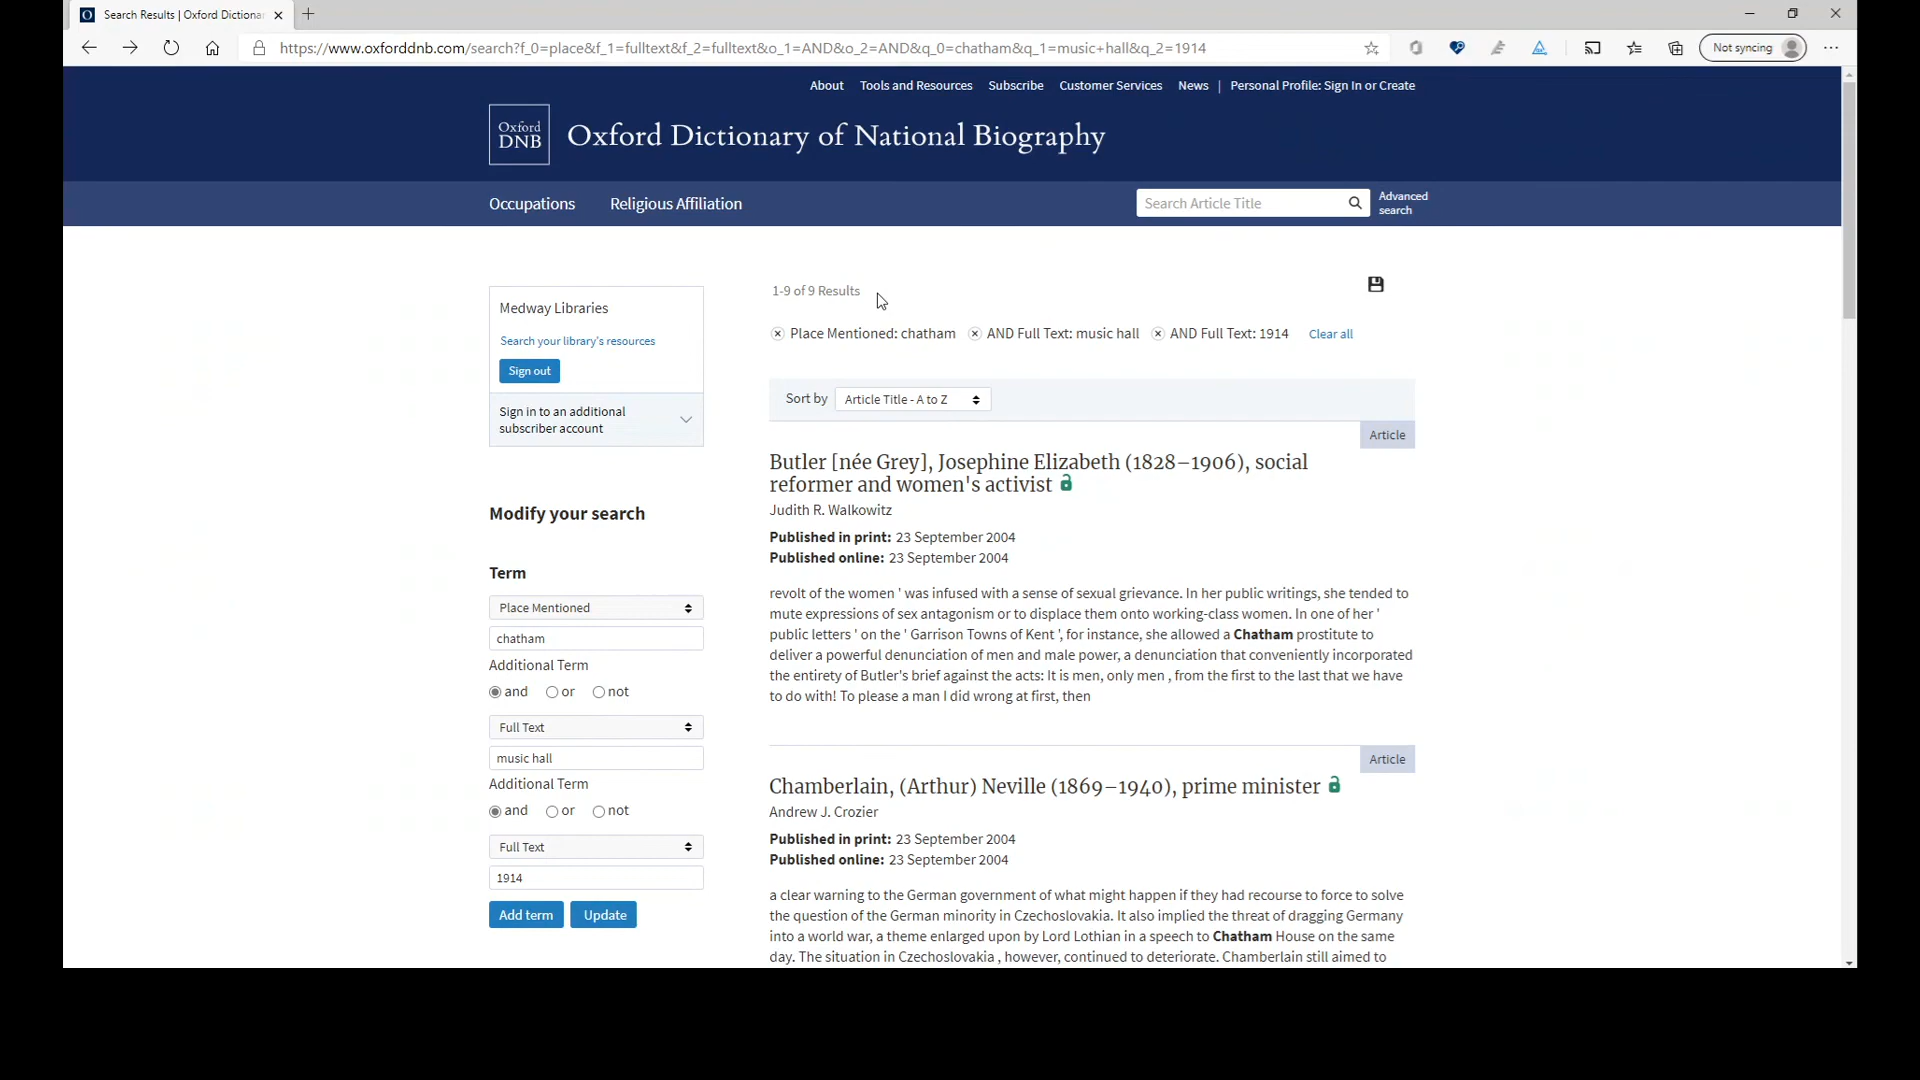 Search Results | Oxford Dictiona
https://www.oxforddnb.com/search?f_0=place&f_1=fulltext&f_2=fulltext&o_1=AND&o_2=AND&q_0=chatham&q_1=music+hall&q_2=1914
Not syncing
About Tools and Resources Subscribe Customer Services News | Personal Profile: Sign In or Create
Oxford
DNB
Oxford Dictionary of National Biography
Occupations Religious Affiliation
Search Article Title
Advanced
search
Medway Libraries
Search your library's resources
Sign out
Sign in to an additional
subscriber account
Modify your search
Term
Place Mentioned
chatham
Additional Term
and or not
Full Text
music hall
Additional Term
and or not
Full Text
1914
Add term Update
1-9 of 9 Results
Place Mentioned: chatham AND Full Text: music hall AND Full Text: 1914 Clear all
Sort by Article Title - A to Z
Article
Butler [née Grey], Josephine Elizabeth (1828–1906), social
reformer and women's activist
Judith R. Walkowitz
Published in print: 23 September 2004
Published online: 23 September 2004
revolt of the women ' was infused with a sense of sexual grievance. In her public writings, she tended to
mute expressions of sex antagonism or to displace them onto working-class women. In one of her '
public letters ' on the ' Garrison Towns of Kent ', for instance, she allowed a Chatham prostitute to
deliver a powerful denunciation of men and male power, a denunciation that conveniently incorporated
the entirety of Butler's brief against the acts: It is men, only men , from the first to the last that we have
to do with! To please a man I did wrong at first, then
Article
Chamberlain, (Arthur) Neville (1869–1940), prime minister
Andrew J. Crozier
Published in print: 23 September 2004
Published online: 23 September 2004
a clear warning to the German government of what might happen if they had recourse to force to solve
the question of the German minority in Czechoslovakia. It also implied the threat of dragging Germany
into a world war, a theme enlarged upon by Lord Lothian in a speech to Chatham House on the same
day. The situation in Czechoslovakia , however, continued to deteriorate. Chamberlain still aimed to